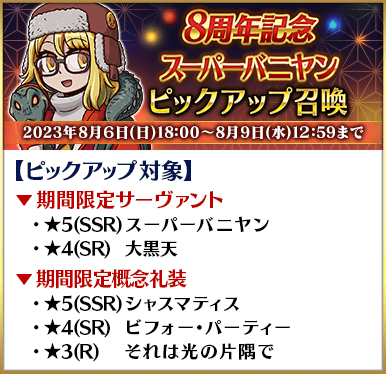 8周年記念
スーパーバニヤン
ピックアップ召喚
2023年8月6日(日)18:00～8月9日(水)12:59まで
【ピックアップ対象】
▼期間限定サーヴァント
・★5(SSR)スーパーバニヤン
・★4(SR) 大黒天
▼期間限定概念礼装
・★5(SSR)シャスマティス
・★4(SR) ビフォー・パーティー
・★3(R) それは光の片隅で